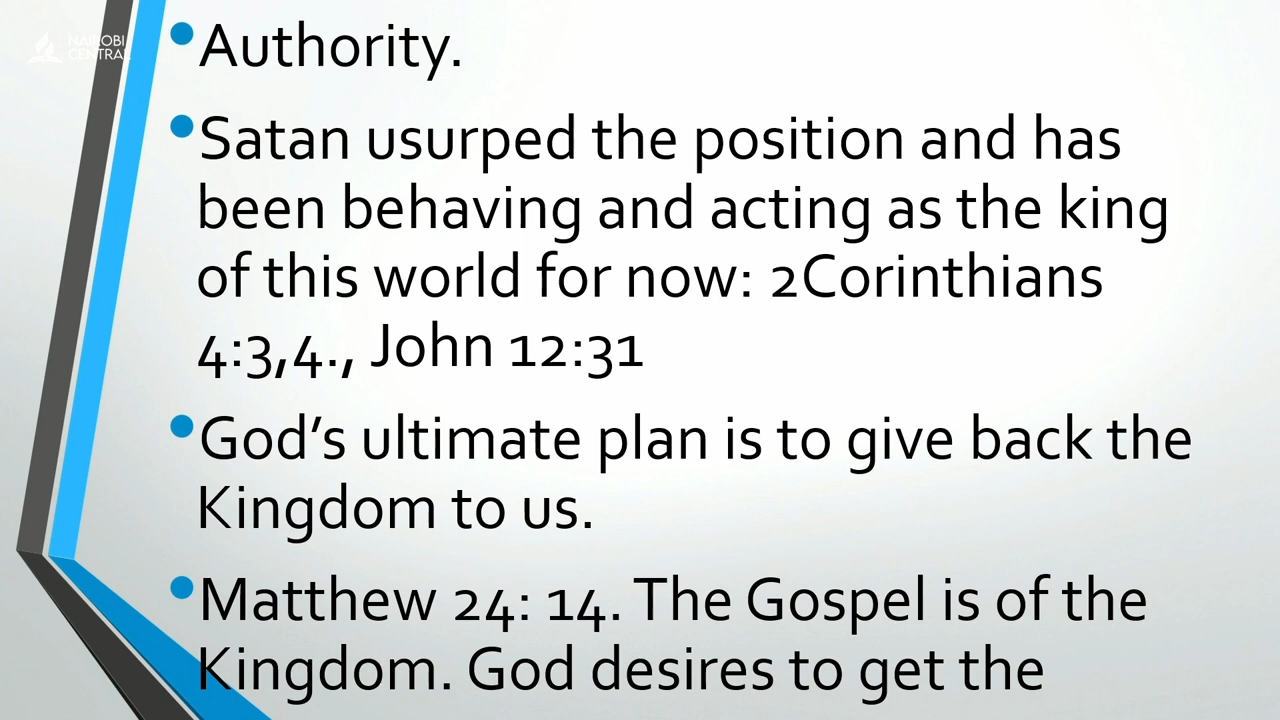 NAIROBI
CENTRAL
•Authority.
•Satan usurped the position and has
been behaving and acting as the king
of this world for now: 2Corinthians
4:3,4., John 12:31
•God’s ultimate plan is to give back the
Kingdom to us.
•Matthew 24: 14. The Gospel is of the
Kingdom. God desires to get the